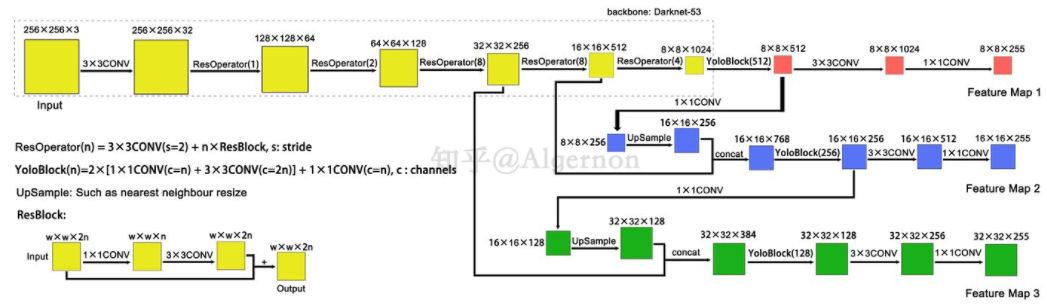 backbone: Darknet-53
256×256×3
256×256×32
128×128×64
64×64×128
32×32×256
16×16×512
8×8×1024
8×8×512
8×8×1024
8×8×255
3×3CONV
ResOperator(1)
ResOperator(2)
ResOperator(8)
ResOperator(8)
ResOperator(4)
YoloBlock(512)
3×3CONV
1×1CONV
Input
Feature Map 1
1×1CONV
8×8×256
UpSample
16×16×256
concat
16×16×768
YoloBlock(256)
16×16×256
3×3CONV
16×16×512
1×1CONV
16×16×255
Feature Map 2
ResOperator(n) = 3×3CONV(s=2) + n×ResBlock, s: stride
YoloBlock(n)=2×[1×1CONV(c=n) + 3×3CONV(c=2n)] + 1×1CONV(c=n), c : channels
UpSample: Such as nearest neighbour resize
知乎 @Algernon
1×1CONV
ResBlock:
w×w×2n
w×w×n
w×w×2n
w×w×2n
Input
1×1CONV
3×3CONV
+
Output
16×16×128
UpSample
32×32×128
concat
32×32×384
YoloBlock(128)
32×32×128
3×3CONV
32×32×256
1×1CONV
32×32×255
Feature Map 3